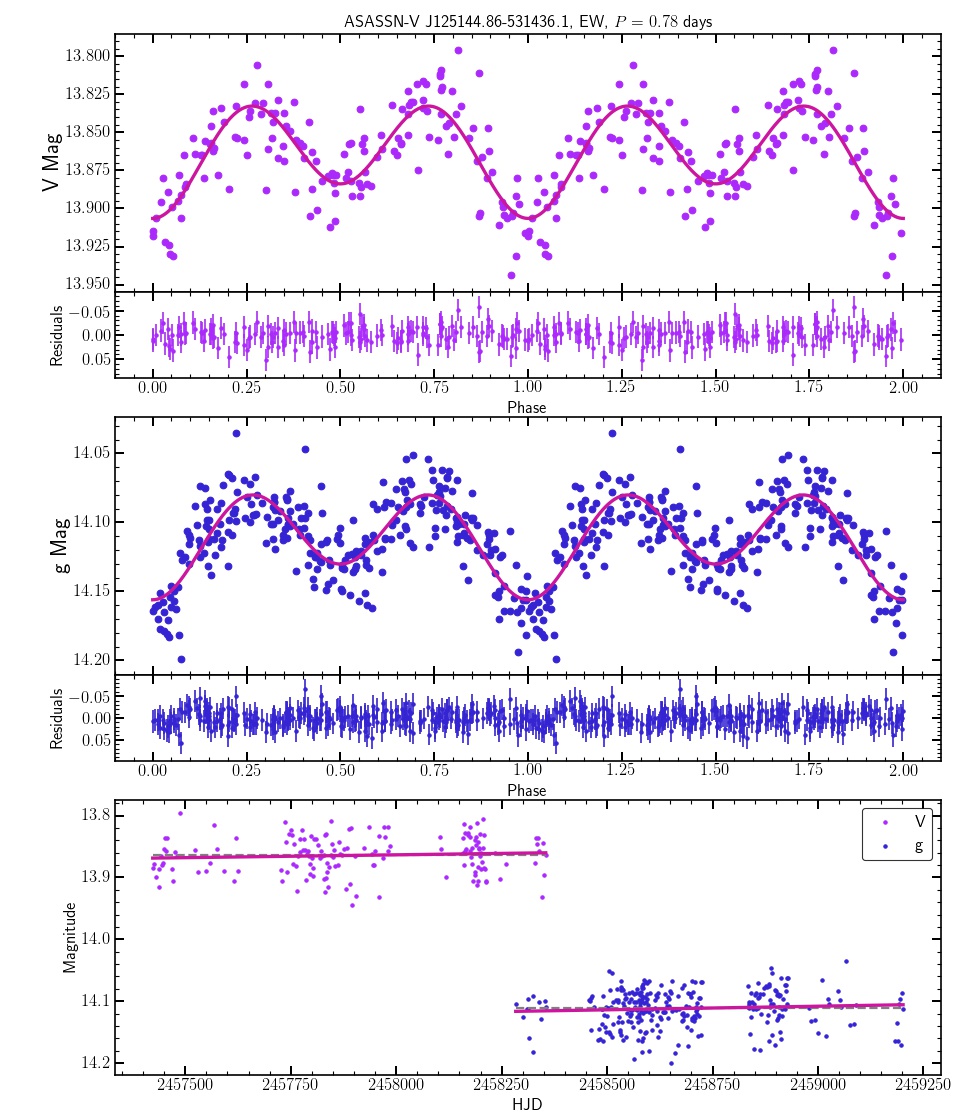 ASASSN-V J125144.86-531436.1, EW, P = 0.78 days
13.800
13.825
13.850
13.875
13.900
13.925
13.950
V Mag
−0.05
0.00
0.05
Residuals
0.00 0.25 0.50 0.75 1.00 1.25 1.50 1.75 2.00
Phase
14.05
14.10
14.15
14.20
g Mag
−0.05
0.00
0.05
Residuals
0.00 0.25 0.50 0.75 1.00 1.25 1.50 1.75 2.00
Phase
13.8
13.9
14.0
14.1
14.2
Magnitude
V
g
2457500 2457750 2458000 2458250 2458500 2458750 2459000 2459250
HJD